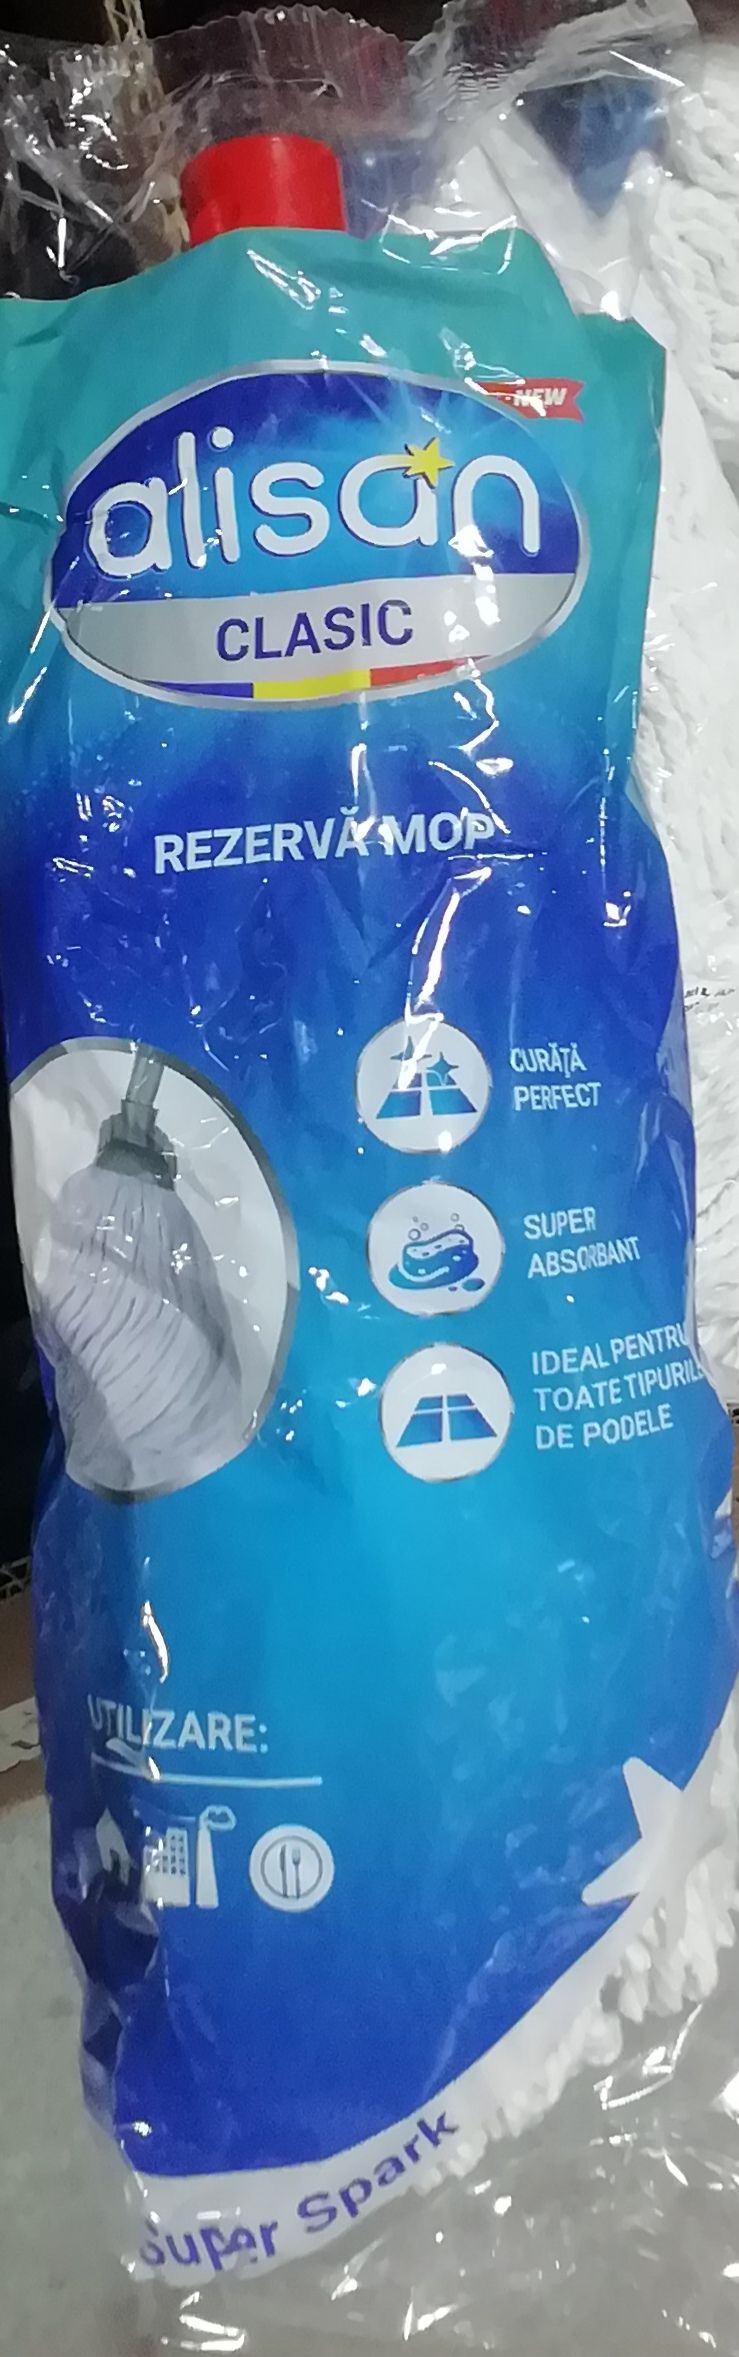 NEW
alisan
CLASIC
REZERVĂ MOP
CURĂȚĂ
PERFECT
SUPER
ABSORBANT
IDEAL PENTRU
TOATE TIPURILE
DE PODELE
UTILIZARE:
Super Spark